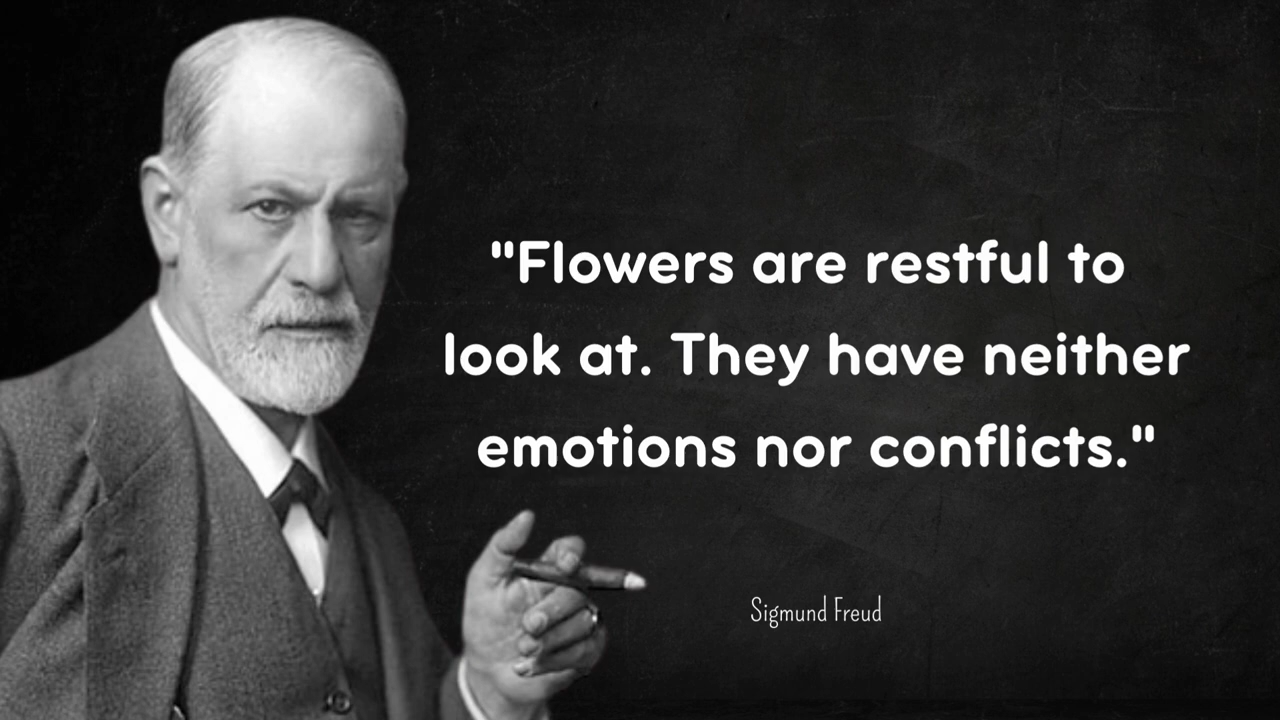 "Flowers are restful to
look at. They have neither
emotions nor conflicts."
Sigmund Freud